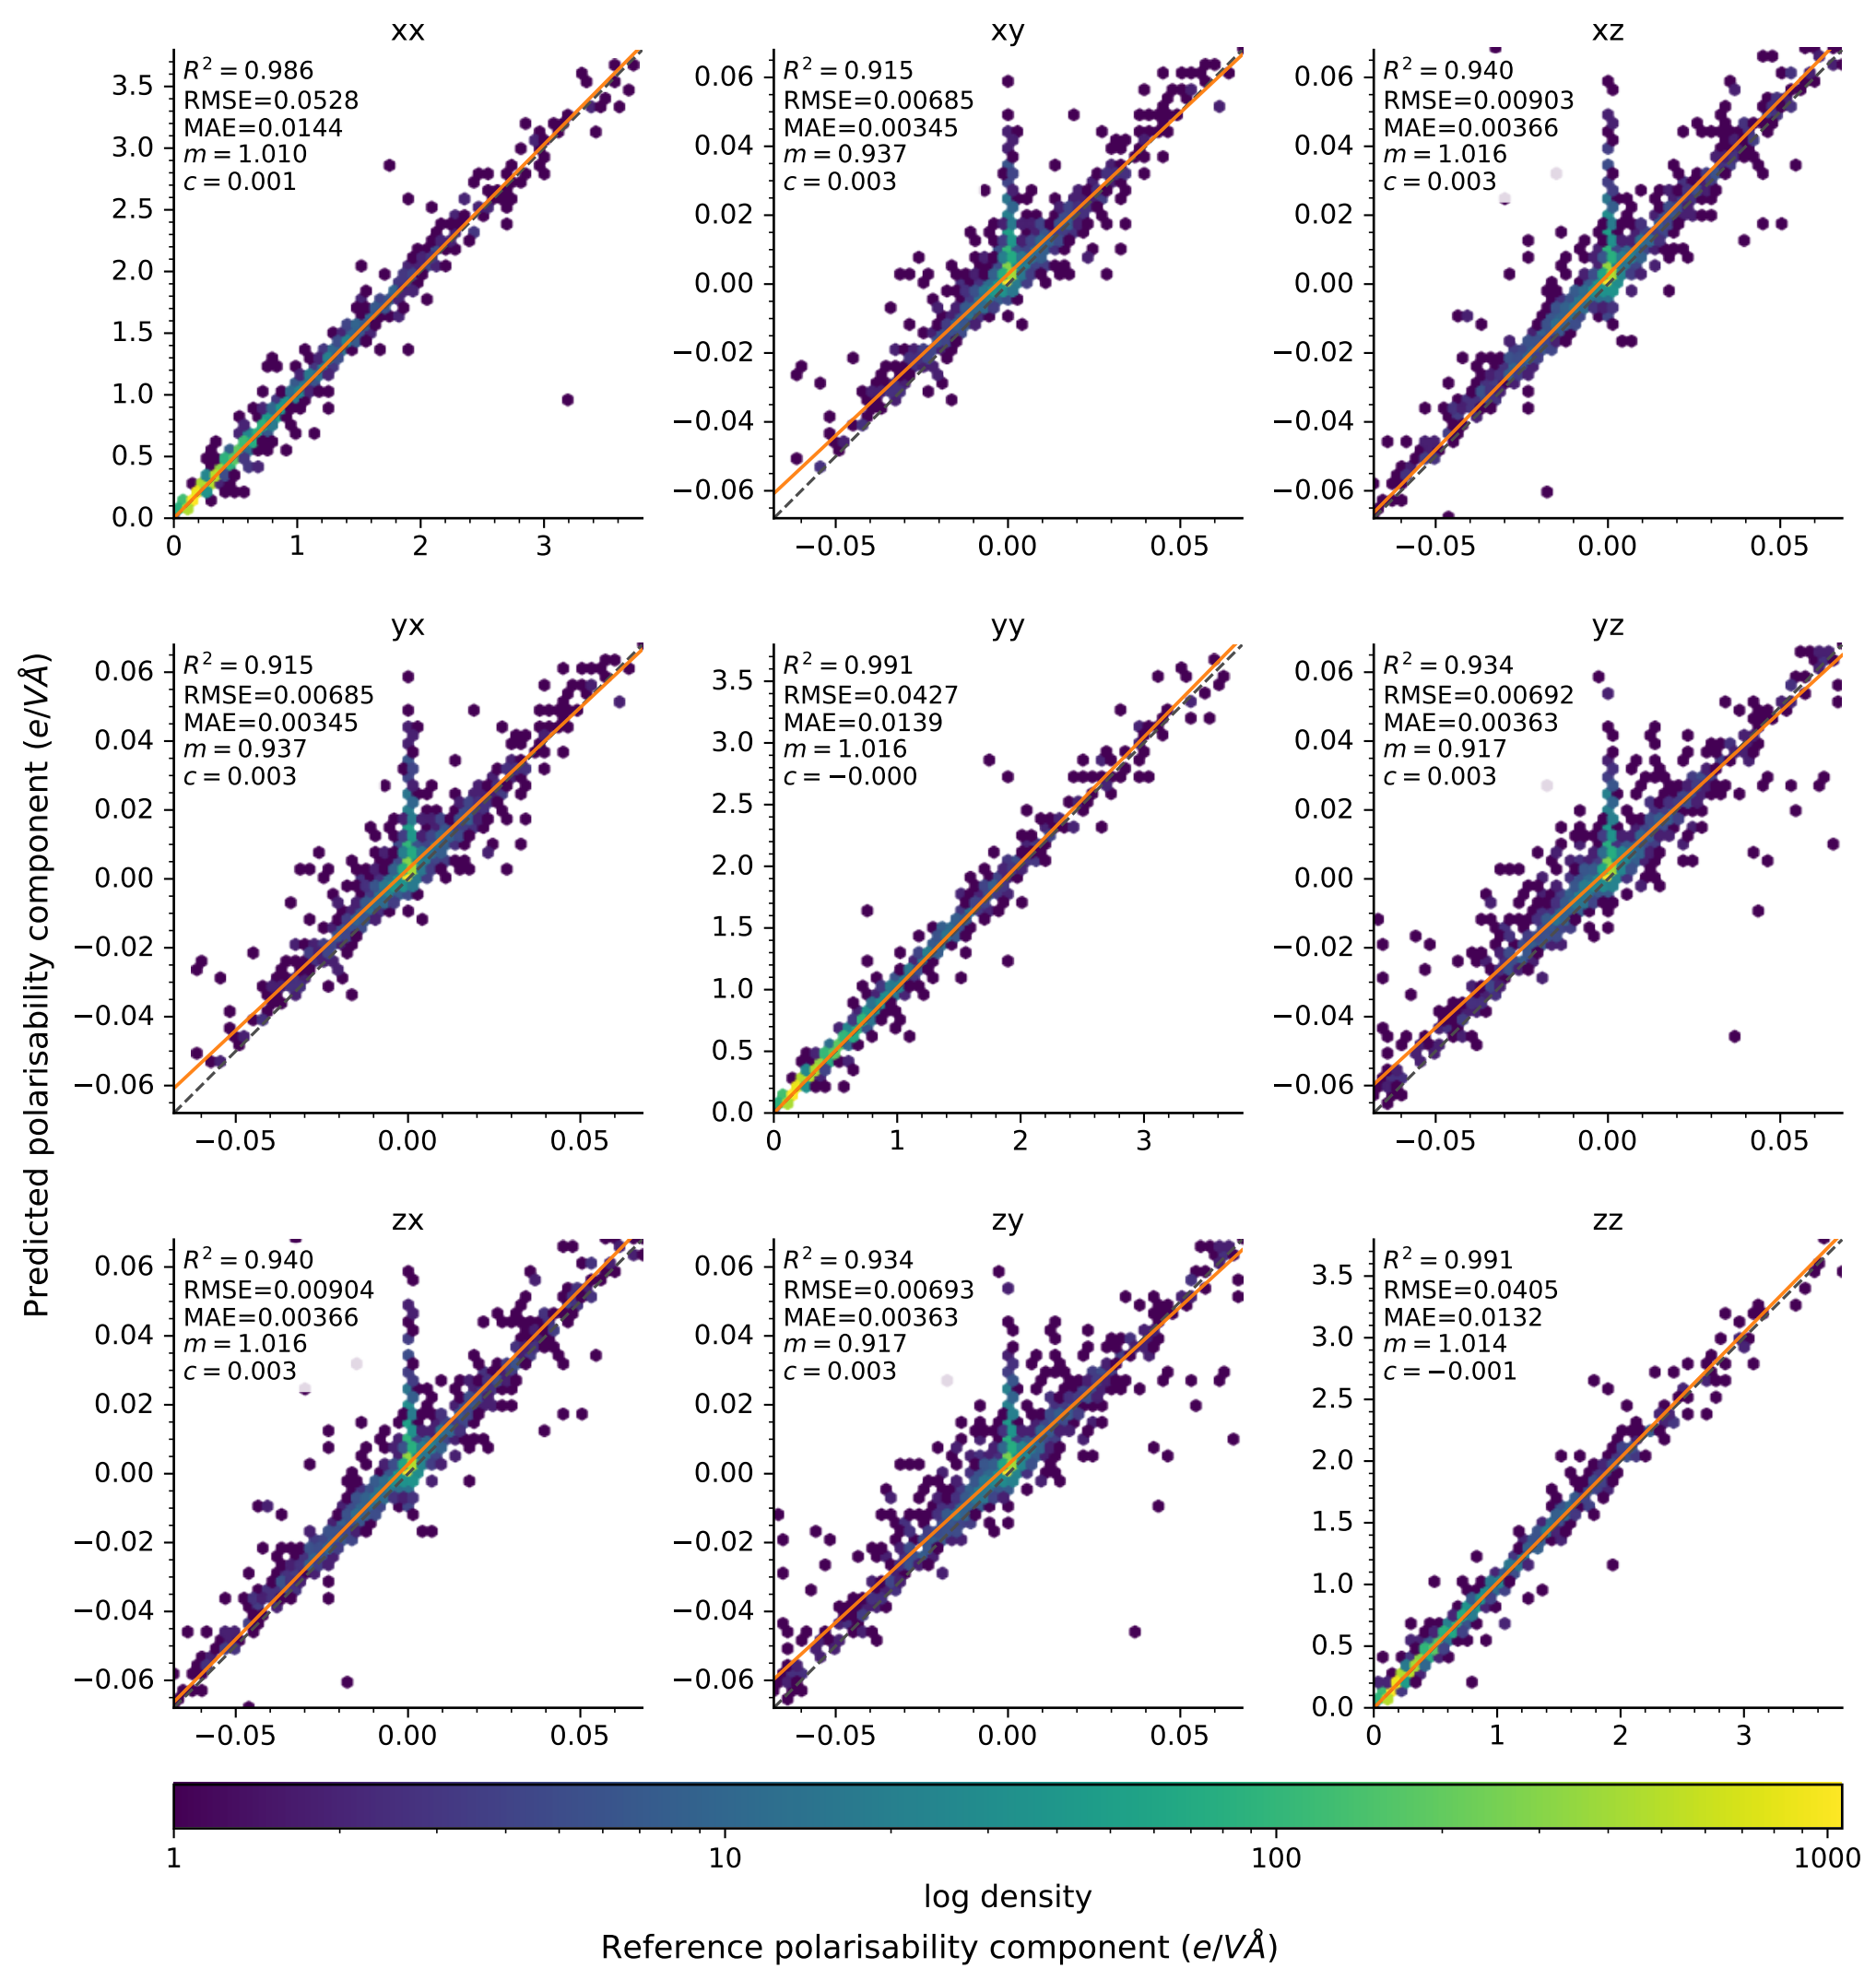 xx
R² = 0.986
RMSE=0.0528
MAE=0.0144
m = 1.010
c = 0.001
3.5
3.0
2.5
2.0
1.5
1.0
0.5
0.0
0 1 2 3
xy
R² = 0.915
RMSE=0.00685
MAE=0.00345
m = 0.937
c = 0.003
0.06
0.04
0.02
0.00
−0.02
−0.04
−0.06
−0.05 0.00 0.05
xz
R² = 0.940
RMSE=0.00903
MAE=0.00366
m = 1.016
c = 0.003
0.06
0.04
0.02
0.00
−0.02
−0.04
−0.06
−0.05 0.00 0.05
Predicted polarisability component (e/VÅ)
yx
R² = 0.915
RMSE=0.00685
MAE=0.00345
m = 0.937
c = 0.003
0.06
0.04
0.02
0.00
−0.02
−0.04
−0.06
−0.05 0.00 0.05
yy
R² = 0.991
RMSE=0.0427
MAE=0.0139
m = 1.016
c = −0.000
3.5
3.0
2.5
2.0
1.5
1.0
0.5
0.0
0 1 2 3
yz
R² = 0.934
RMSE=0.00692
MAE=0.00363
m = 0.917
c = 0.003
0.06
0.04
0.02
0.00
−0.02
−0.04
−0.06
−0.05 0.00 0.05
zx
R² = 0.940
RMSE=0.00904
MAE=0.00366
m = 1.016
c = 0.003
0.06
0.04
0.02
0.00
−0.02
−0.04
−0.06
−0.05 0.00 0.05
zy
R² = 0.934
RMSE=0.00693
MAE=0.00363
m = 0.917
c = 0.003
0.06
0.04
0.02
0.00
−0.02
−0.04
−0.06
−0.05 0.00 0.05
zz
R² = 0.991
RMSE=0.0405
MAE=0.0132
m = 1.014
c = −0.001
3.5
3.0
2.5
2.0
1.5
1.0
0.5
0.0
0 1 2 3
1 10 100 1000
log density
Reference polarisability component (e/VÅ)